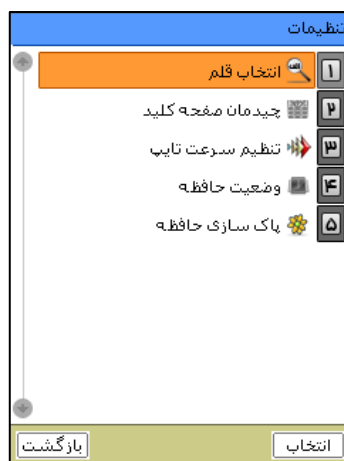 تنظیمات
۱ انتخاب قلم
۲ چیدمان صفحه کلید
۳ تنظیم سرعت تایپ
۴ وضعیت حافظه
۵ پاک سازی حافظه
انتخاب بازگشت